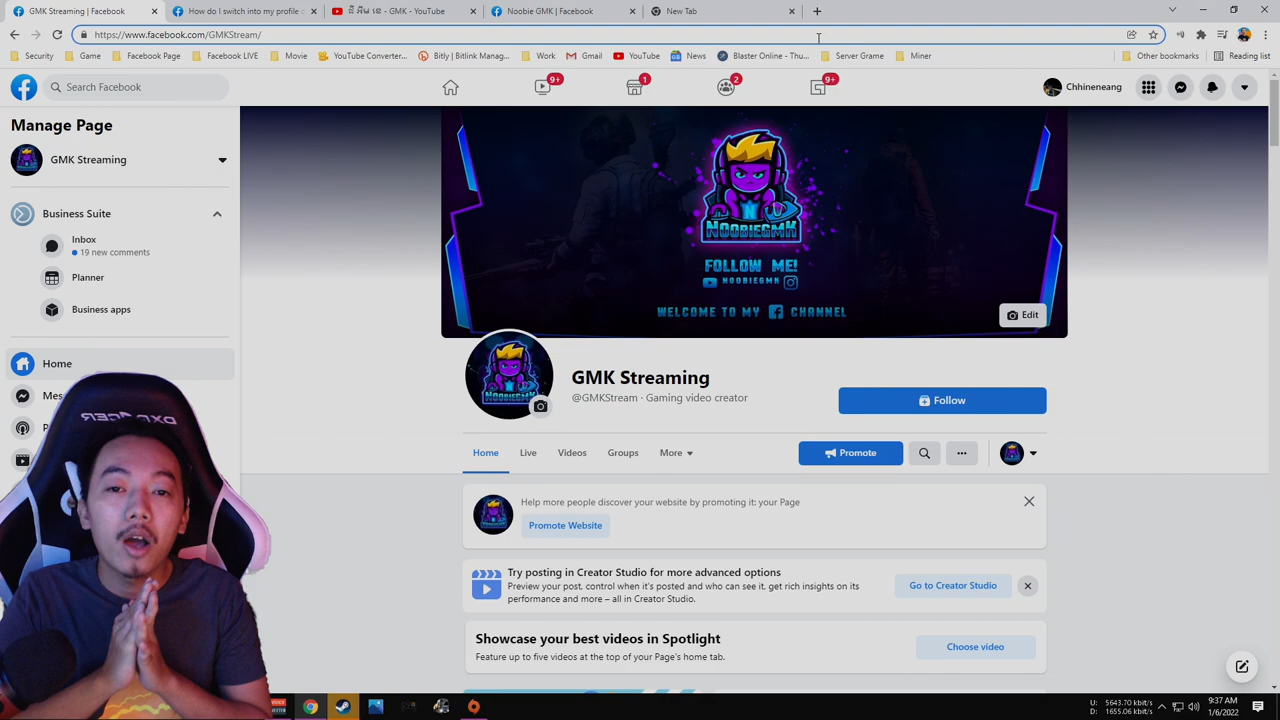 GMK Streaming | Facebook
How do I switch into my profile o
GMK - YouTube
Noobie GMK | Facebook
New Tab
https://www.facebook.com/GMKStream/
Security
Game
Facebook Page
Facebook LIVE
Movie
YouTube Converter...
Bitly | Bitlink Manag...
Gmail
YouTube
News
Blaster Online - Thu...
Server Grame
Miner
Other bookmarks
Reading list
Search Facebook
9+
1
2
9+
Chhineneang
Manage Page
GMK Streaming
Business Suite
Inbox
19 new comments
Planner
Business apps
Home
Mes
P
DXRACER
NOOBIEGMK
FOLLOW ME!
NOOBIEGMK
WELCOME TO MY CHANNEL
Edit
GMK Streaming
@GMKStream · Gaming video creator
Follow
Home
Live
Videos
Groups
More
Promote
Help more people discover your website by promoting it: your Page
Promote Website
Try posting in Creator Studio for more advanced options
Preview your post, control when it's posted and who can see it, get rich insights on its
performance and more – all in Creator Studio.
Go to Creator Studio
Showcase your best videos in Spotlight
Feature up to five videos at the top of your Page's home tab.
Choose video
U: 5643.70 kbit/s
D: 1655.06 kbit/s
9:37 AM
1/6/2022